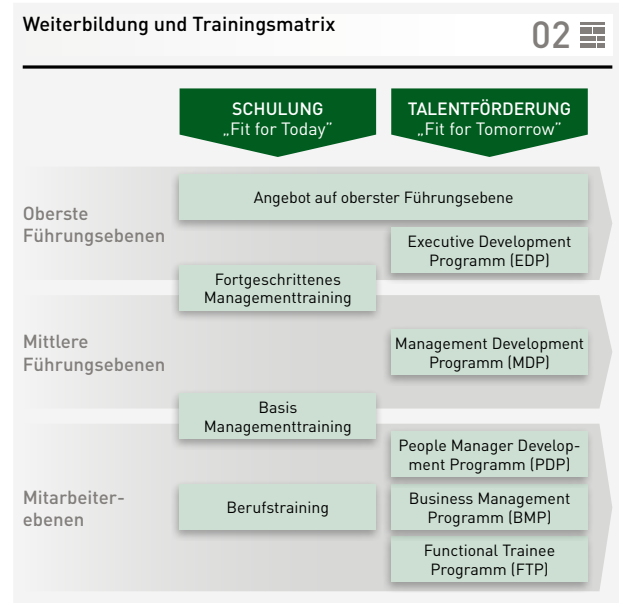 Weiterbildung und Trainingsmatrix
02
SCHULUNG
„Fit for Today”
TALENTFÖRDERUNG
„Fit for Tomorrow”
Oberste
Führungsebenen
Angebot auf oberster Führungsebene
Executive Development
Programm (EDP)
Fortgeschrittenes
Managementtraining
Mittlere
Führungsebenen
Management Development
Programm (MDP)
Basis
Managementtraining
Mitarbeiter-
ebenen
People Manager Develop-
ment Programm (PDP)
Berufstraining
Business Management
Programm (BMP)
Functional Trainee
Programm (FTP)